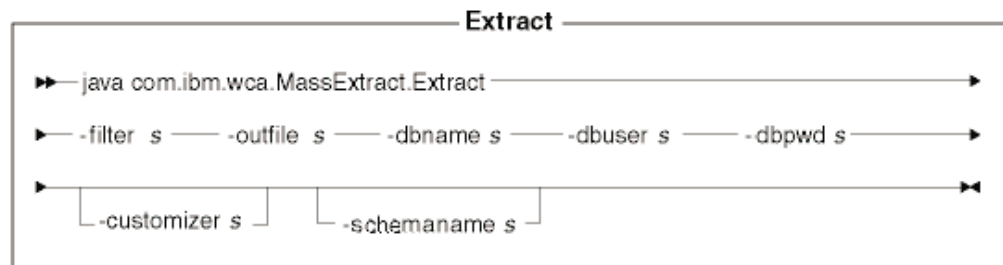 Extract
java com.ibm.wca.MassExtract.Extract
-filter s -outfile s -dbname s -dbuser s -dbpwd s
-customizer s -schemaname s